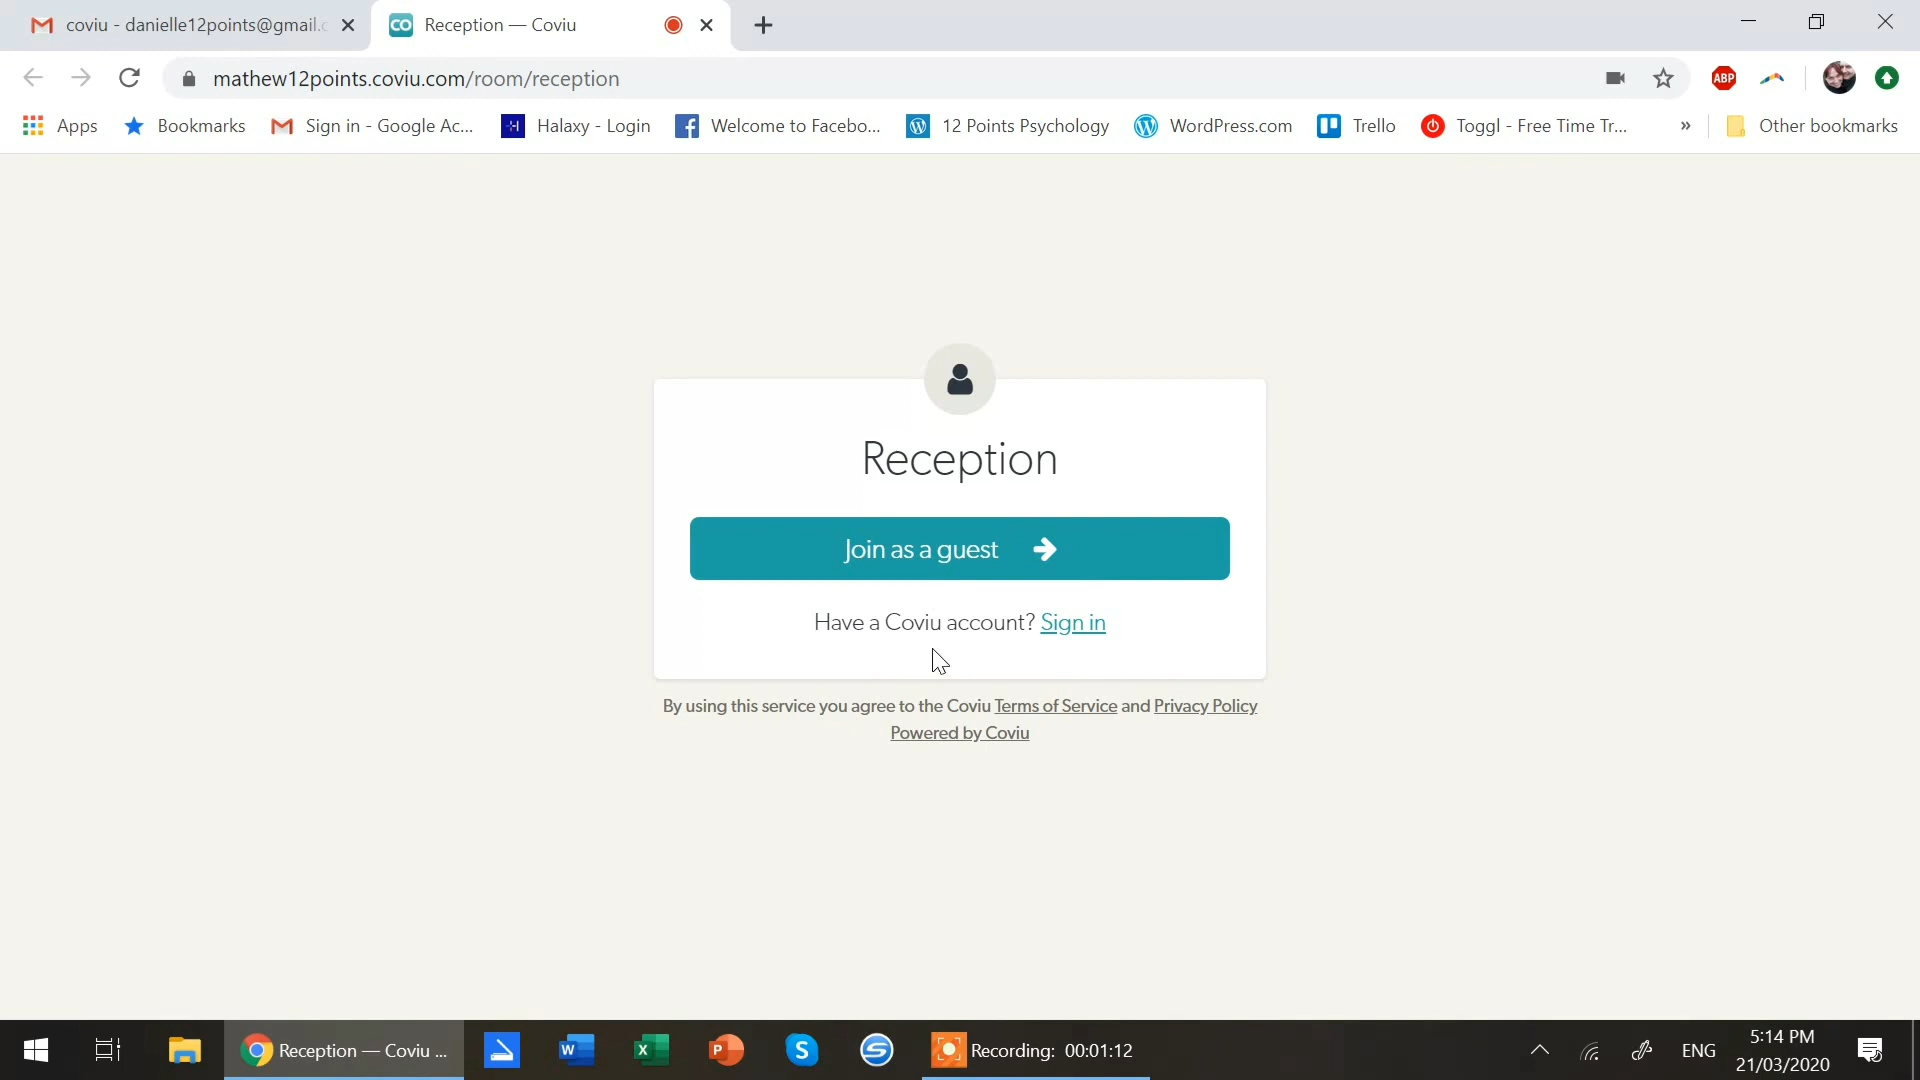 coviu - danielle12points@gmail.c
CO Reception — Coviu
mathew12points.coviu.com/room/reception
ABP
Apps Bookmarks Sign in - Google Ac... Halaxy - Login Welcome to Facebo... 12 Points Psychology WordPress.com Trello Toggl - Free Time Tr... » Other bookmarks
Reception
Join as a guest
Have a Coviu account? Sign in
By using this service you agree to the Coviu Terms of Service and Privacy Policy
Powered by Coviu
Reception — Coviu ... Recording: 00:01:12 ENG 5:14 PM
21/03/2020